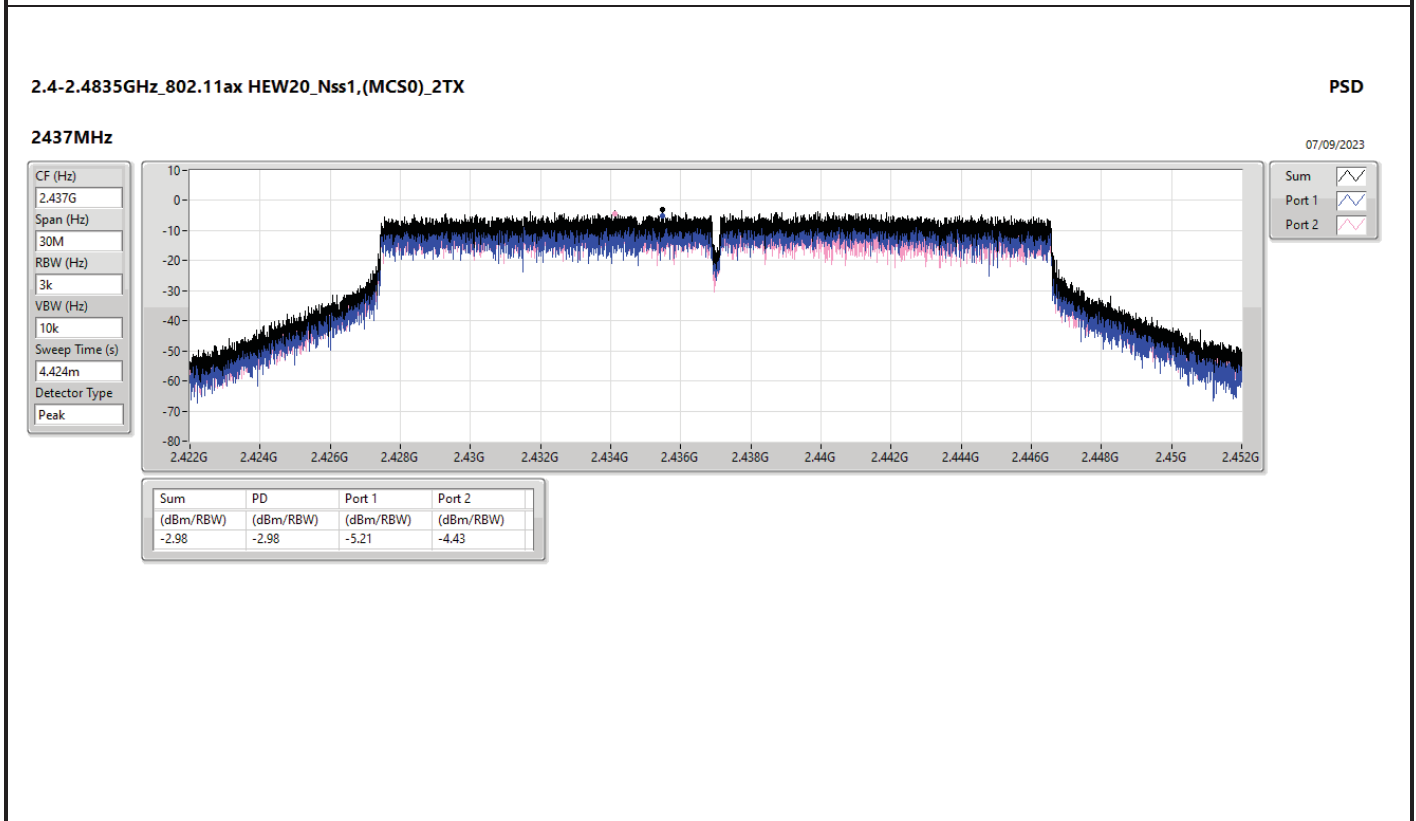 2.4-2.4835GHz_802.11ax HEW20_Nss1,(MCS0)_2TX PSD
2437MHz
07/09/2023
CF (Hz)
2.437G
Span (Hz)
30M
RBW (Hz)
3k
VBW (Hz)
10k
Sweep Time (s)
4.424m
Detector Type
Peak
10
0
-10
-20
-30
-40
-50
-60
-70
-80
2.422G 2.424G 2.426G 2.428G 2.43G 2.432G 2.434G 2.436G 2.438G 2.44G 2.442G 2.444G 2.446G 2.448G 2.45G 2.452G
Sum
Port 1
Port 2
Sum PD Port 1 Port 2
(dBm/RBW) (dBm/RBW) (dBm/RBW) (dBm/RBW)
-2.98 -2.98 -5.21 -4.43